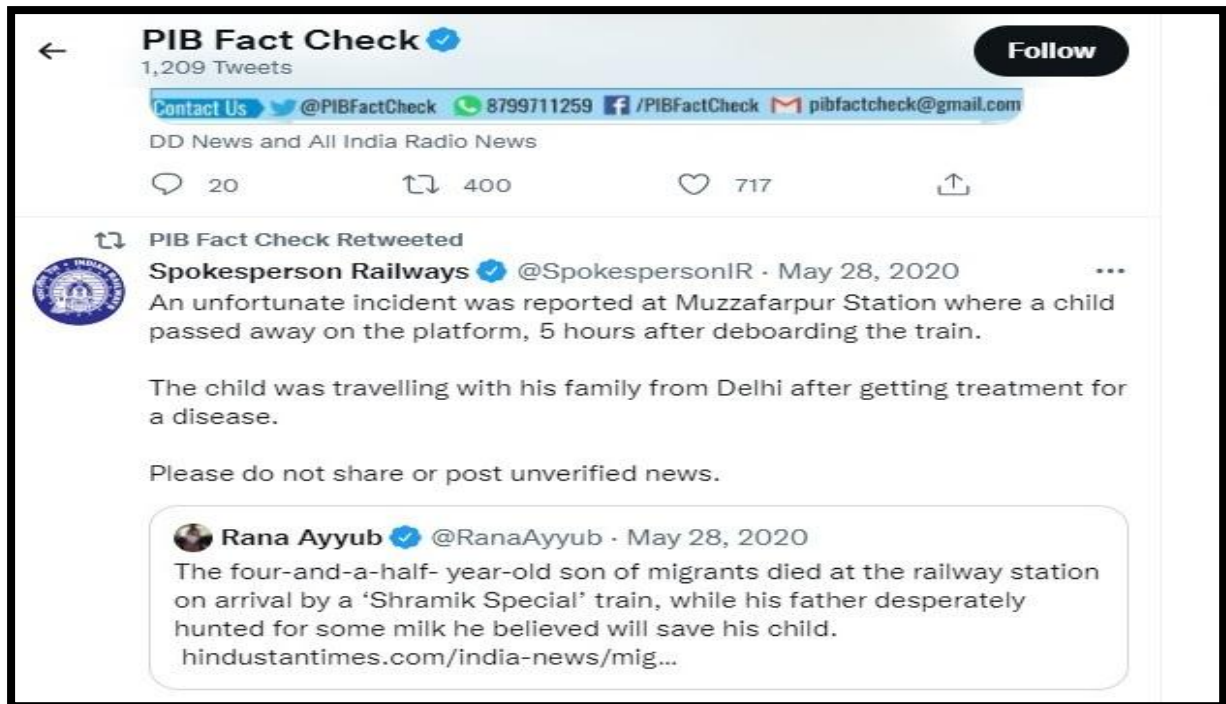 PIB Fact Check
Follow
1,209 Tweets
Contact Us @PIBFactCheck 8799711259 /PIBFactCheck pibfactcheck@gmail.com
DD News and All India Radio News
20 400 717
PIB Fact Check Retweeted
Spokesperson Railways @SpokespersonIR · May 28, 2020
An unfortunate incident was reported at Muzzafarpur Station where a child
passed away on the platform, 5 hours after deboarding the train.
The child was travelling with his family from Delhi after getting treatment for
a disease.
Please do not share or post unverified news.
Rana Ayyub @RanaAyyub · May 28, 2020
The four-and-a-half- year-old son of migrants died at the railway station
on arrival by a ‘Shramik Special’ train, while his father desperately
hunted for some milk he believed will save his child.
hindustantimes.com/india-news/mig...